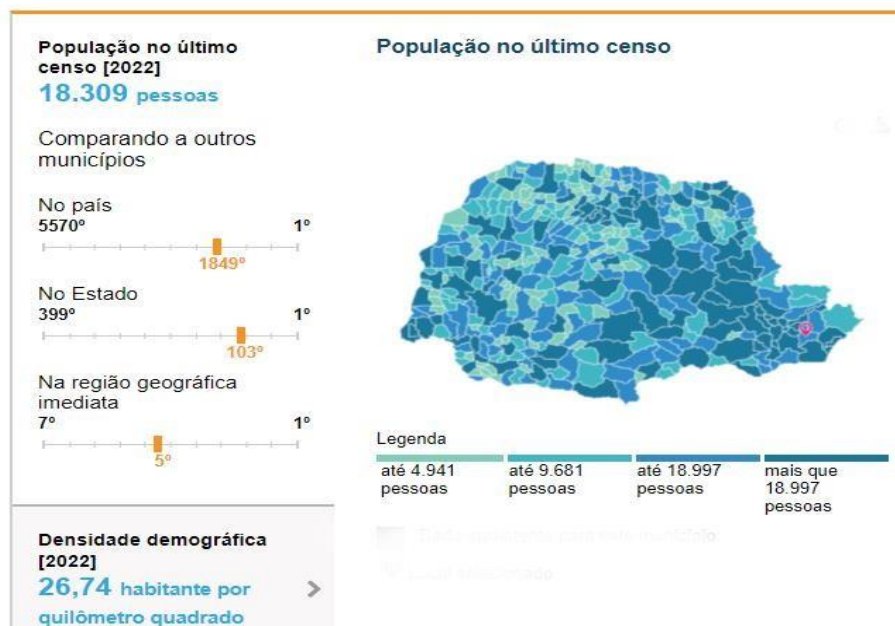 População no último
censo [2022]
18.309 pessoas
Comparando a outros
municípios
No país
5570º 1º
1849º
No Estado
399º 1º
103º
Na região geográfica
imediata
7º 1º
5º
Densidade demográfica
[2022]
26,74 habitante por
quilômetro quadrado
População no último censo
Legenda
até 4.941
pessoas
até 9.681
pessoas
até 18.997
pessoas
mais que
18.997
pessoas